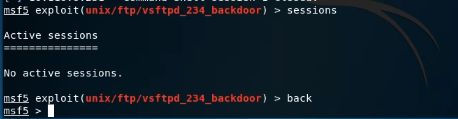 msf5 exploit(unix/ftp/vsftpd_234_backdoor) > sessions
Active sessions
===============
No active sessions.
msf5 exploit(unix/ftp/vsftpd_234_backdoor) > back
msf5 >